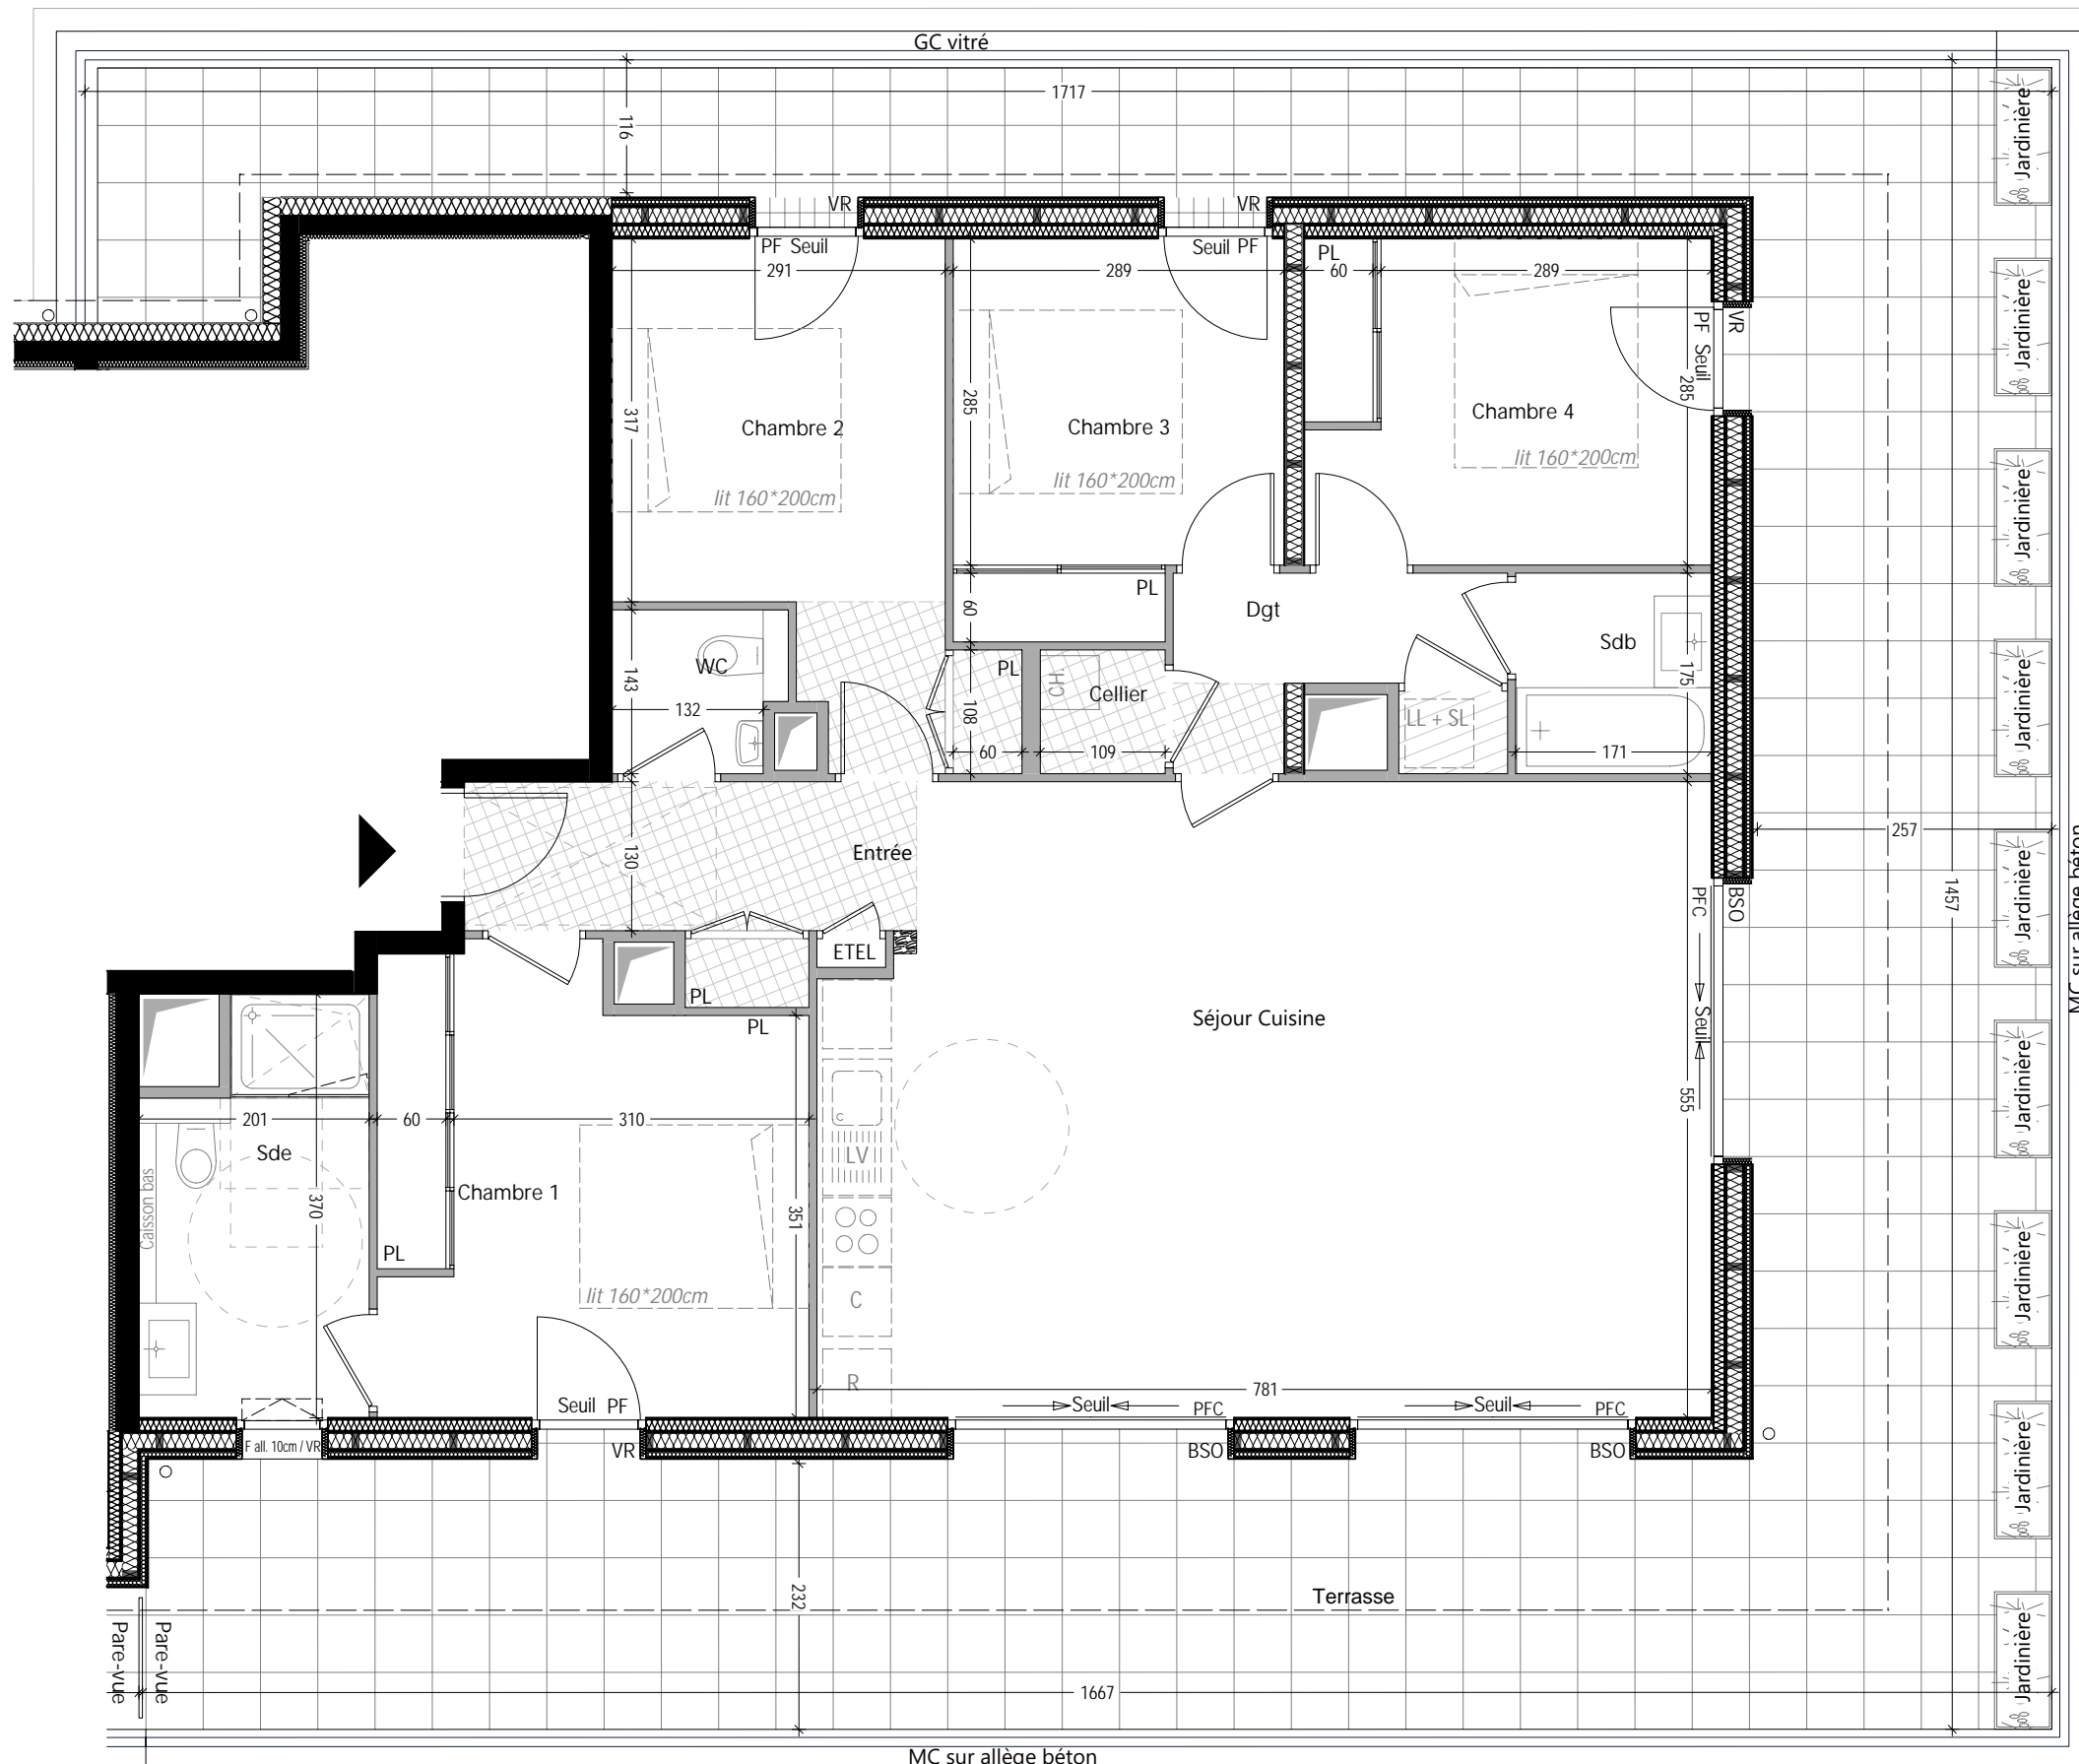 GC vitré
1717
116
Jardinière
VR
VR
PF Seuil
Seuil PF
PL
291
289
60
289
Jardinière
VR
PF Seuil
285
317
285
Chambre 2
Chambre 3
Chambre 4
lit 160*200cm
lit 160*200cm
lit 160*200cm
Jardinière
PL
60
Dgt
Sdb
WC
PL
CH
Cellier
143
132
108
175
LL + SL
60
109
171
Jardinière
257
MC sur allège béton
130
Entrée
1457
PFC
BSO
Jardinière
ETEL
PL
PL
Séjour Cuisine
Seuil
Jardinière
201
60
310
555
Sde
C
LV
Caissson bas
370
Chambre 1
351
PL
Jardinière
lit 160*200cm
C
R
781
Seuil PF
Seuil
PFC
Seuil
PFC
F all. 10cm / VR
VR
BSO
BSO
Jardinière
232
Terrasse
Jardinière
Pare-vue
Pare-vue
1667
MC sur allège béton